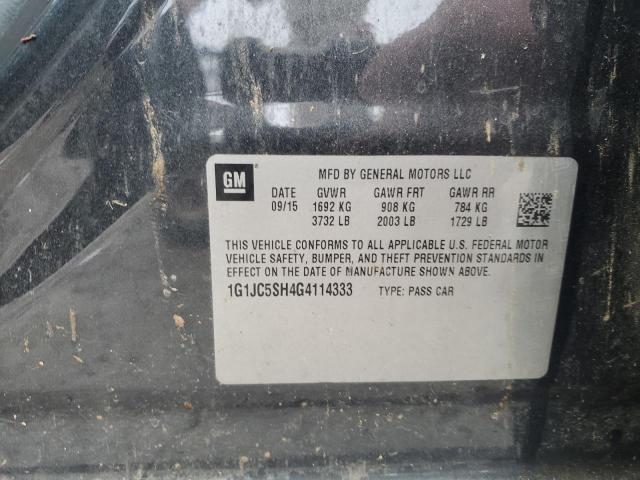 GM
MFD BY GENERAL MOTORS LLC
DATE GVWR GAWR FRT GAWR RR
09/15 1692 KG 908 KG 784 KG
3732 LB 2003 LB 1729 LB
THIS VEHICLE CONFORMS TO ALL APPLICABLE U.S. FEDERAL MOTOR
VEHICLE SAFETY, BUMPER, AND THEFT PREVENTION STANDARDS IN
EFFECT ON THE DATE OF MANUFACTURE SHOWN ABOVE.
1G1JC5SH4G4114333 TYPE: PASS CAR